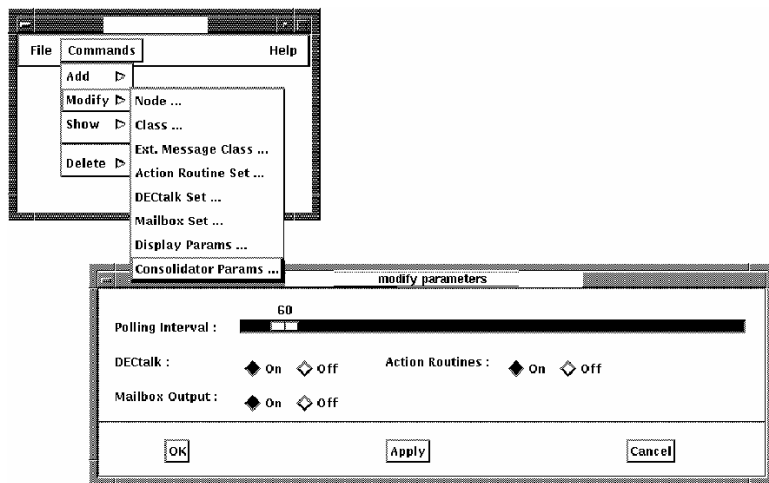 File Commands Help
Add
Modify
Show
Delete
Node ...
Class ...
Ext. Message Class ...
Action Routine Set ...
DECtalk Set ...
Mailbox Set ...
Display Params ...
Consolidator Params ...
modify parameters
60
Polling Interval :
DECtalk : On Off Action Routines : On Off
Mailbox Output : On Off
OK Apply Cancel